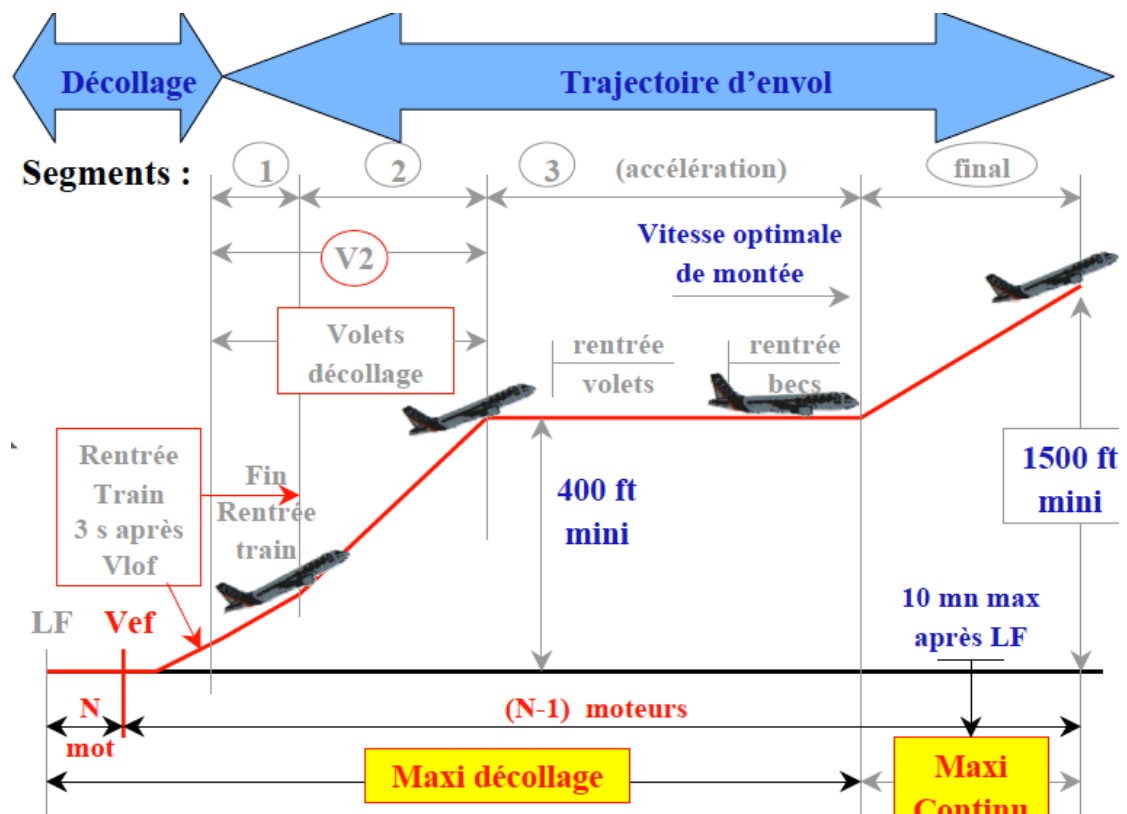 Décollage
Trajectoire d'envol
Segments :
1
2
3
(accélération)
final
V2
Vitesse optimale
de montée
Volets
décollage
rentrée
volets
rentrée
becs
Rentrée
Train
3 s après
Vlof
Fin
Rentrée
train
400 ft
mini
1500 ft
mini
LF
Vef
10 mn max
après LF
N
mot
(N-1) moteurs
Maxi décollage
Maxi
Continu